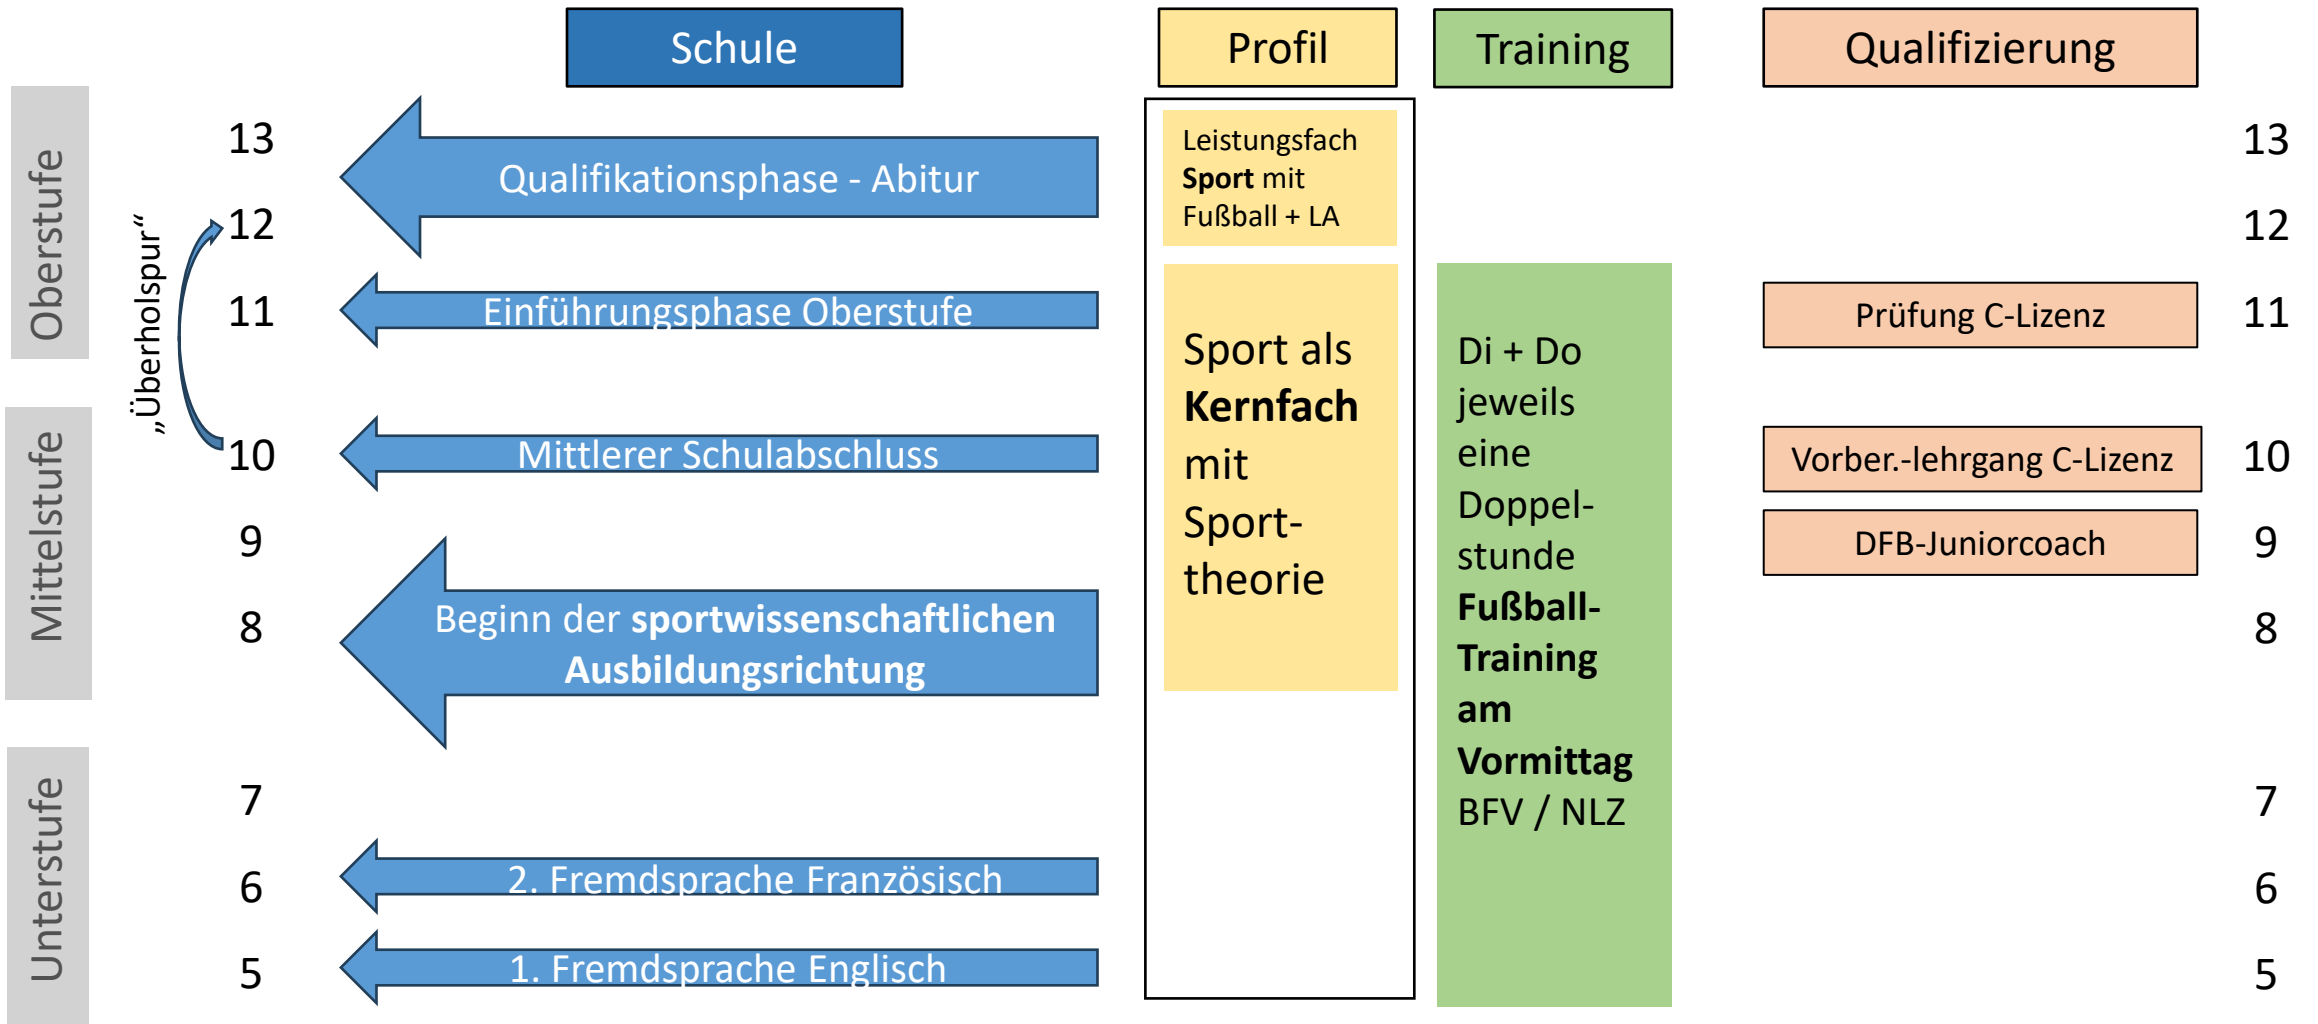 Schule
Profil
Training
Qualifizierung
Oberstufe
Mittelstufe
Unterstufe
„Überholspur“
13
12
11
10
9
8
7
6
5
Qualifikationsphase - Abitur
Einführungsphase Oberstufe
Mittlerer Schulabschluss
Beginn der sportwissenschaftlichen
Ausbildungsrichtung
2. Fremdsprache Französisch
1. Fremdsprache Englisch
Leistungsfach
Sport mit
Fußball + LA
Sport als
Kernfach
mit
Sport-
theorie
Di + Do
jeweils
eine
Doppel-
stunde
Fußball-
Training
am
Vormittag
BFV / NLZ
Prüfung C-Lizenz
Vorber.-lehrgang C-Lizenz
DFB-Juniorcoach
13
12
11
10
9
8
7
6
5